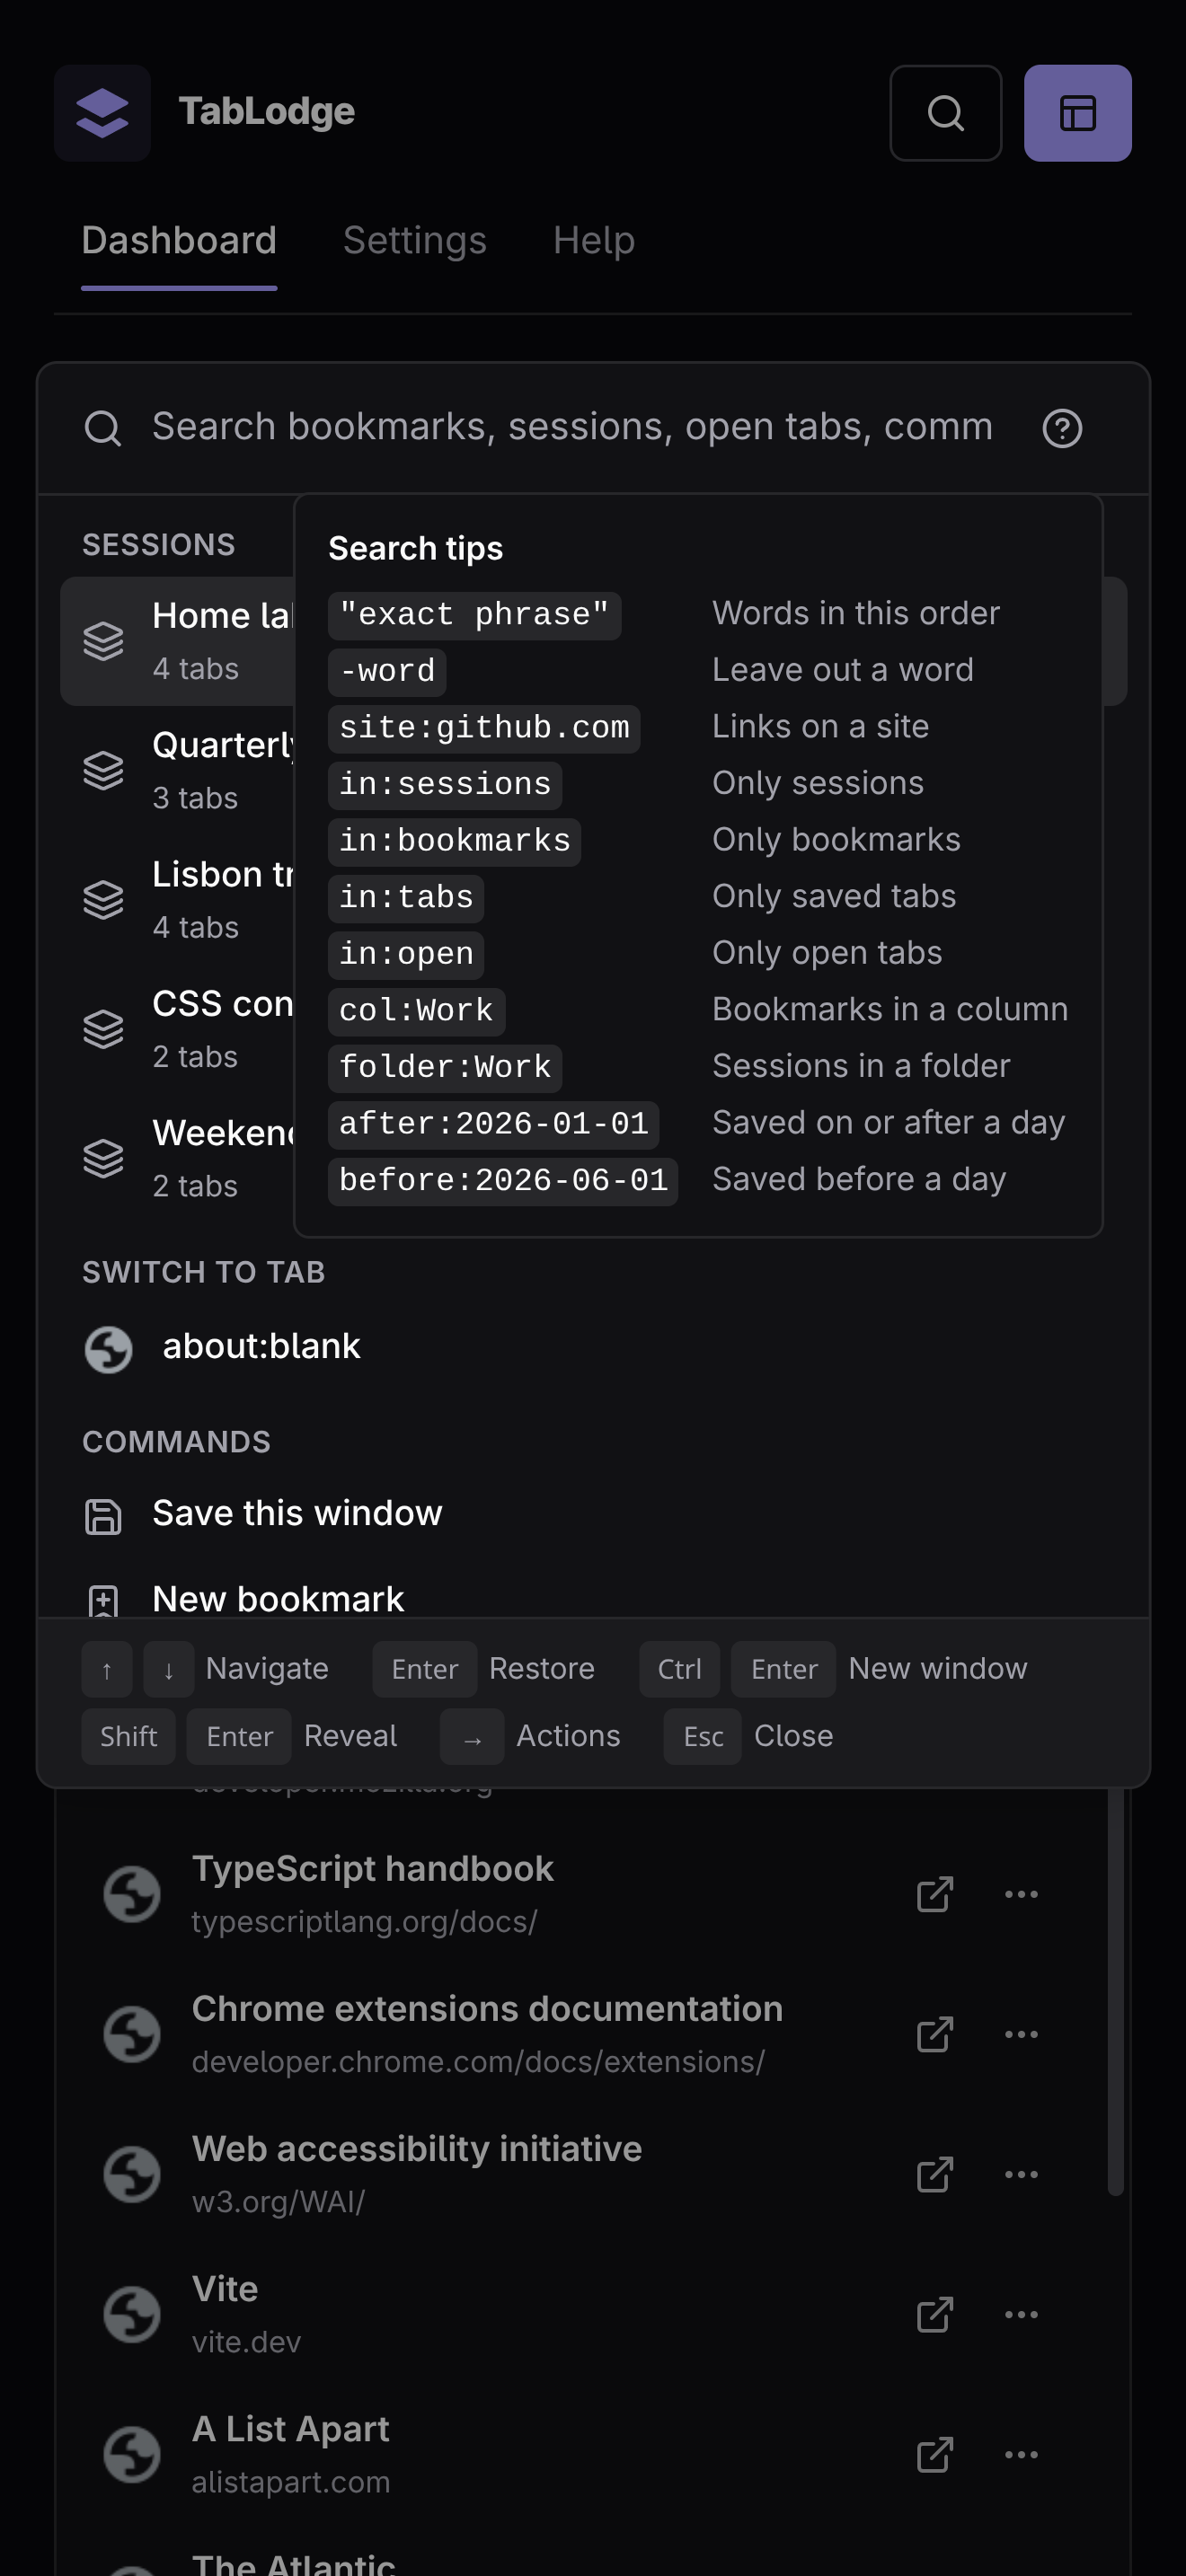 TabLodge
Dashboard Settings Help
Search bookmarks, sessions, open tabs, comm
SESSIONS
Home
4 tabs
3 tabs
Lisbon
4 tabs
CSS
2 tabs
2 tabs
Search tips
"exact phrase" Words in this order
-word Leave out a word
site:github.com Links on a site
in:sessions Only sessions
in:bookmarks Only bookmarks
in:tabs Only saved tabs
in:open Only open tabs
col:Work Bookmarks in a column
folder:Work Sessions in a folder
after:2026-01-01 Saved on or after a day
before:2026-06-01 Saved before a day
SWITCH TO TAB
about:blank
COMMANDS
Save this window
New bookmark
↑ ↓ Navigate Enter Restore Ctrl Enter New window
Shift Enter Reveal → Actions Esc Close
TypeScript handbook
typescriptlang.org/docs/
Chrome extensions documentation
developer.chrome.com/docs/extensions/
Web accessibility initiative
w3.org/WAI/
Vite
vite.dev
A List Apart
alistapart.com
The Atlantic